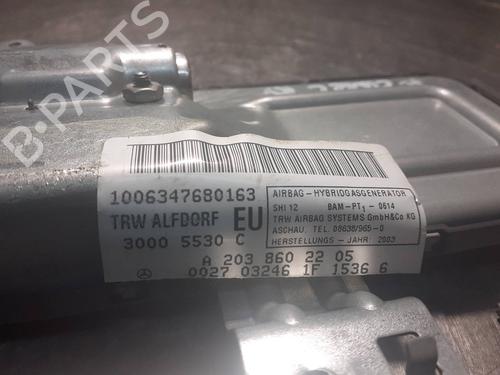 B-PARTS
1006347680163
TRW ALFDORF EU
3000 5530 C
AIRBAG-HYBRIDGASGENERATOR
SHI 12 BAM-PT1-0614
TRW AIRBAG SYSTEMS GmbH&Co KG
ASCHAU. TEL. 08638/965-0
HERSTELLUNGS-JAHR: 2003
A 203 860 22 05
0027 03246 1F 1536 6